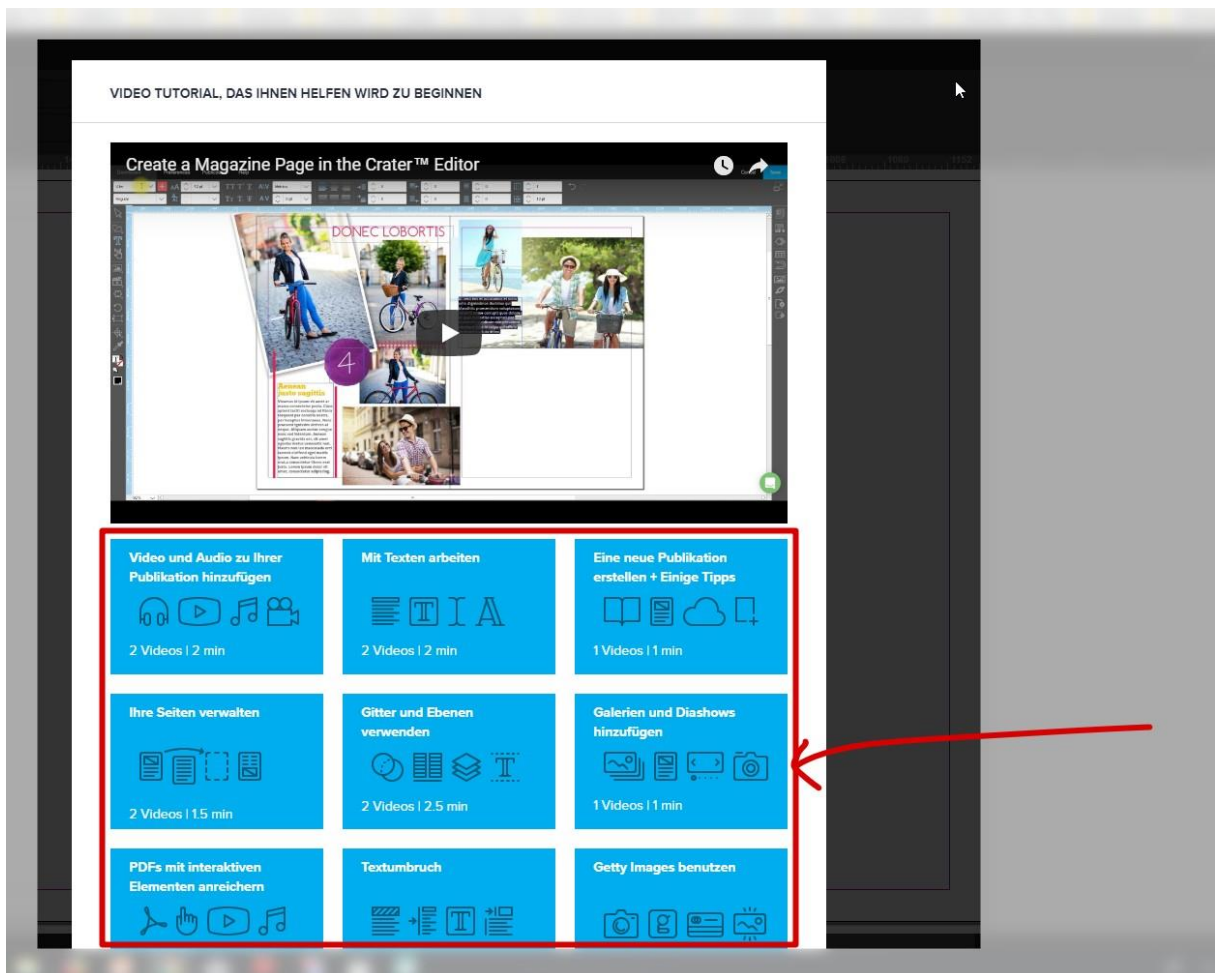 VIDEO TUTORIAL, DAS IHNEN HELFEN WIRD ZU BEGINNEN
Create a Magazine Page in the Crater™ Editor
DONEC LOBORTIS
4
Aenean
justo sagittis
Video und Audio zu Ihrer
Publikation hinzufügen
2 Videos | 2 min
Mit Texten arbeiten
2 Videos | 2 min
Eine neue Publikation
erstellen + Einige Tipps
1 Videos | 1 min
Ihre Seiten verwalten
2 Videos | 1.5 min
Gitter und Ebenen
verwenden
2 Videos | 2.5 min
Galerien und Diashows
hinzufügen
1 Videos | 1 min
PDFs mit interaktiven
Elementen anreichern
Textumbruch
Getty Images benutzen